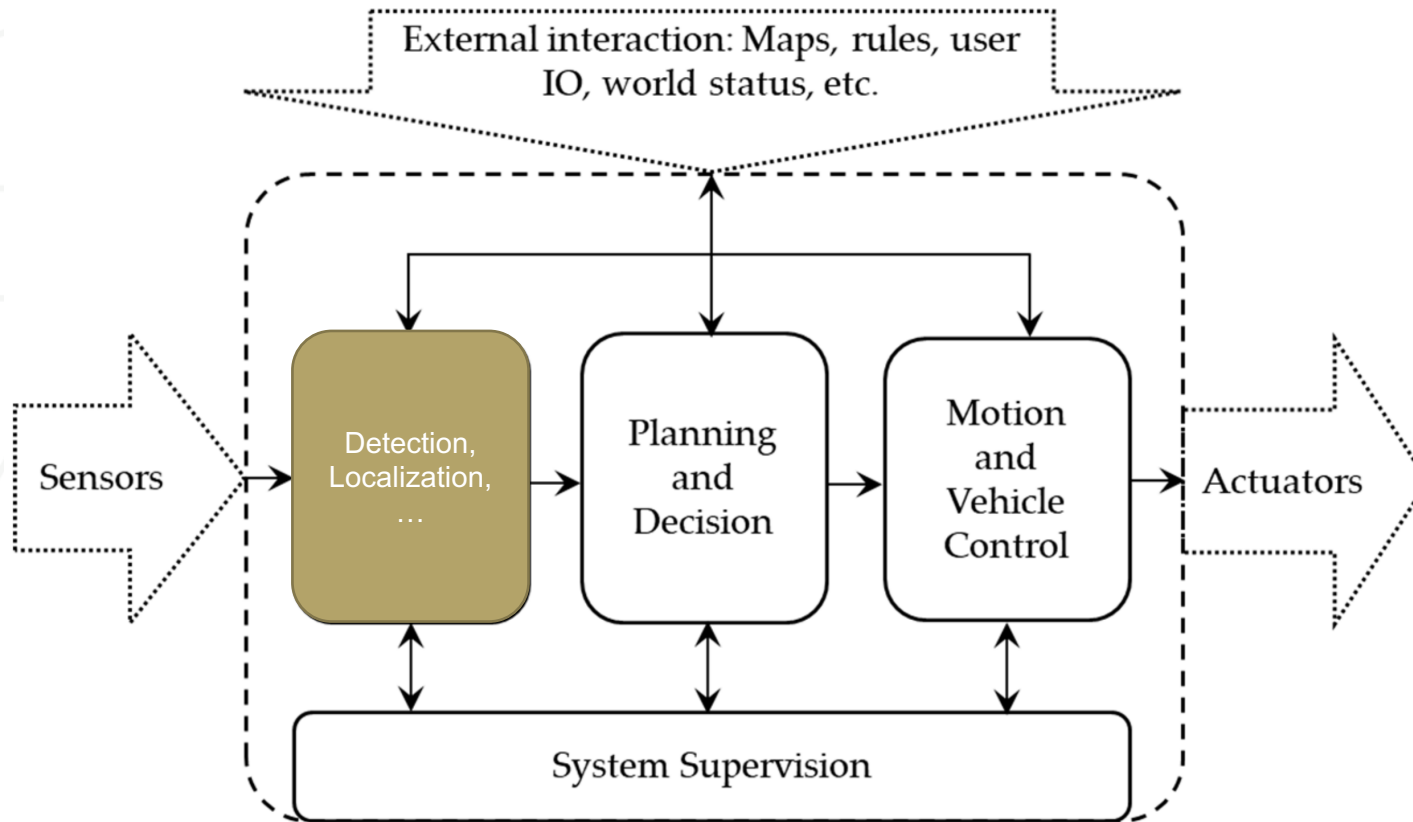 External interaction: Maps, rules, user
IO, world status, etc.
Sensors
Detection,
Localization,
…
Planning
and
Decision
Motion
and
Vehicle
Control
Actuators
System Supervision